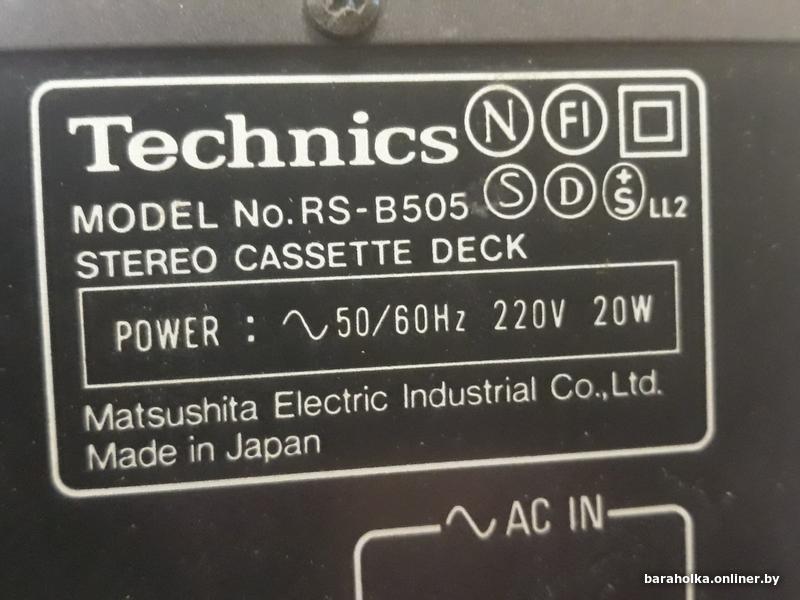 Technics N FI
MODEL No. RS-B505 S D +S LL2
STEREO CASSETTE DECK
POWER : ∿50/60Hz 220V 20W
Matsushita Electric Industrial Co.,Ltd.
Made in Japan
∿AC IN
baraholka.onliner.by